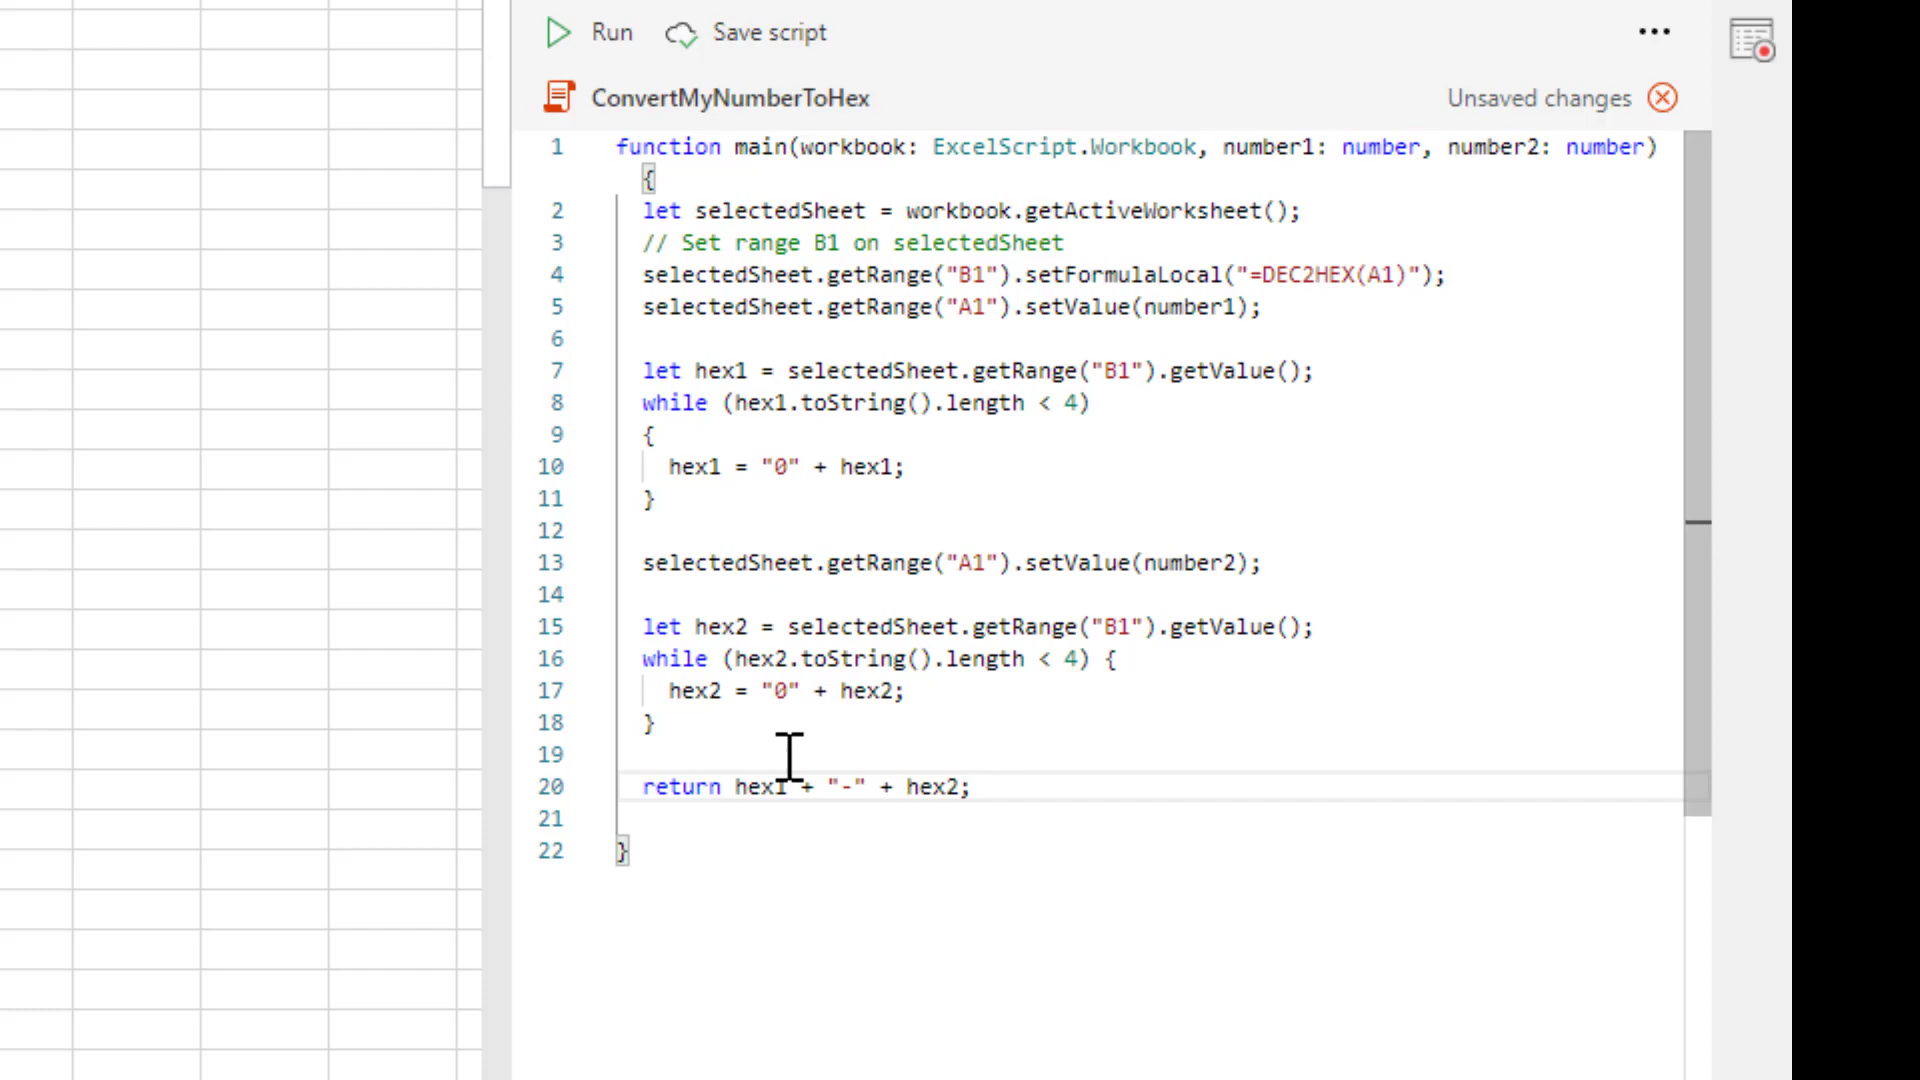 Run Save script
ConvertMyNumberToHex Unsaved changes
1 function main(workbook: ExcelScript.Workbook, number1: number, number2: number)
{
2 let selectedSheet = workbook.getActiveWorksheet();
3 // Set range B1 on selectedSheet
4 selectedSheet.getRange("B1").setFormulaLocal("=DEC2HEX(A1)");
5 selectedSheet.getRange("A1").setValue(number1);
6
7 let hex1 = selectedSheet.getRange("B1").getValue();
8 while (hex1.toString().length < 4)
9 {
10 hex1 = "0" + hex1;
11 }
12
13 selectedSheet.getRange("A1").setValue(number2);
14
15 let hex2 = selectedSheet.getRange("B1").getValue();
16 while (hex2.toString().length < 4) {
17 hex2 = "0" + hex2;
18 }
19
20 return hex1 + "-" + hex2;
21
22 }